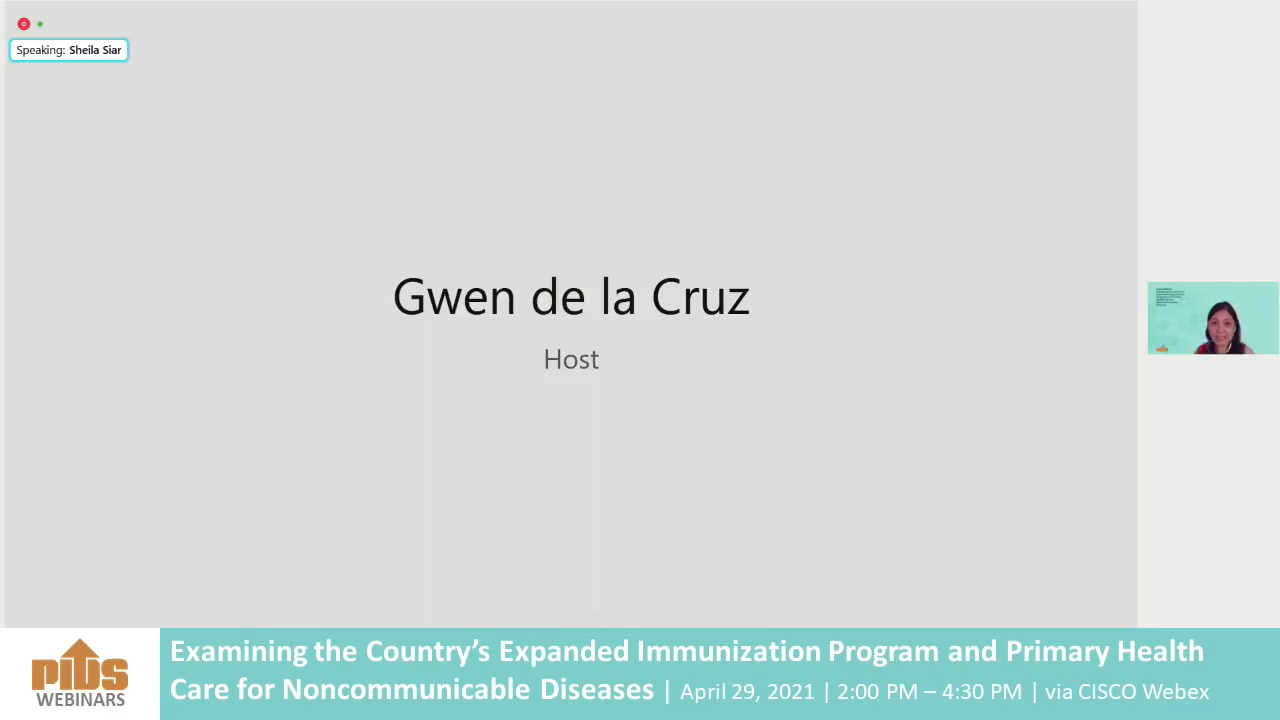 Speaking: Sheila Siar
Gwen de la Cruz
Host
PIDS
WEBINARS
Examining the Country's Expanded Immunization Program and Primary Health
Care for Noncommunicable Diseases | April 29, 2021 | 2:00 PM – 4:30 PM | via CISCO Webex